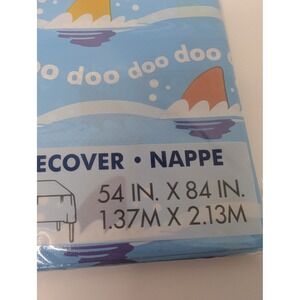 doo doo doo doo
ECOVER • NAPPE
54 IN. X 84 IN.
1.37M X 2.13M